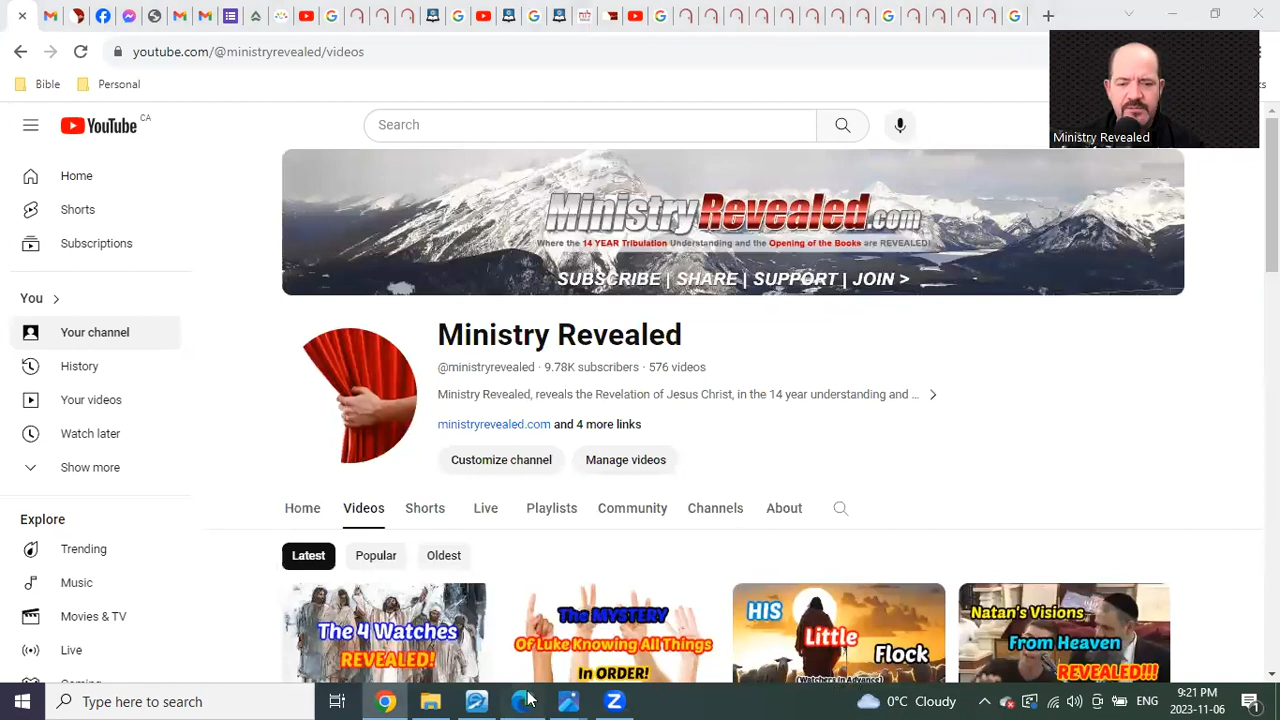 youtube.com/@ministryrevealed/videos
Bible
Personal
YouTube CA
Search
Ministry Revealed
Home
Shorts
Subscriptions
You
Your channel
History
Your videos
Watch later
Show more
Explore
Trending
Music
Movies & TV
Live
MinistryRevealed.com
Where the 14 YEAR Tribulation Understanding and the Opening of the Books are REVEALED!
SUBSCRIBE | SHARE | SUPPORT | JOIN >
Ministry Revealed
@ministryrevealed · 9.78K subscribers · 576 videos
Ministry Revealed, reveals the Revelation of Jesus Christ, in the 14 year understanding and ...
ministryrevealed.com and 4 more links
Customize channel
Manage videos
Home
Videos
Shorts
Live
Playlists
Community
Channels
About
Latest
Popular
Oldest
The 4 Watches
REVEALED!
The MYSTERY
Of Luke Knowing All Things
In ORDER!
HIS
Little
Flock
(Watchers In Advance)
Natan's Visions
From Heaven
REVEALED!!!
Type here to search
0°C Cloudy
ENG
9:21 PM
2023-11-06